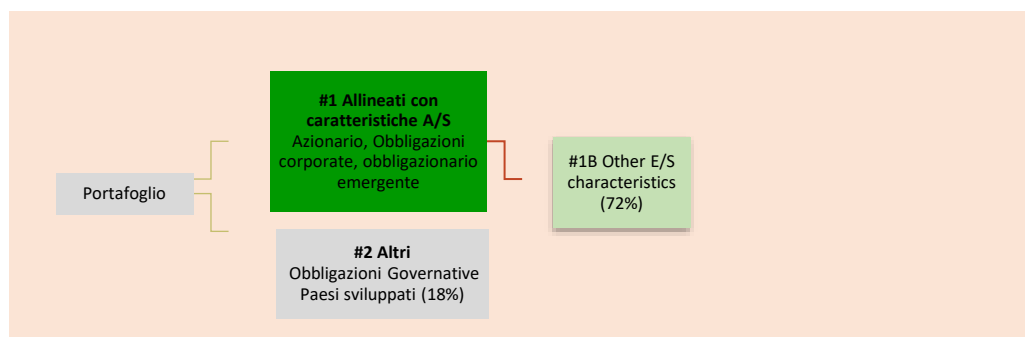 Portafoglio
#1 Allineati con
caratteristiche A/S
Azionario, Obbligazioni
corporate, obbligazionario
emergente
#1B Other E/S
characteristics
(72%)
#2 Altri
Obbligazioni Governative
Paesi sviluppati (18%)